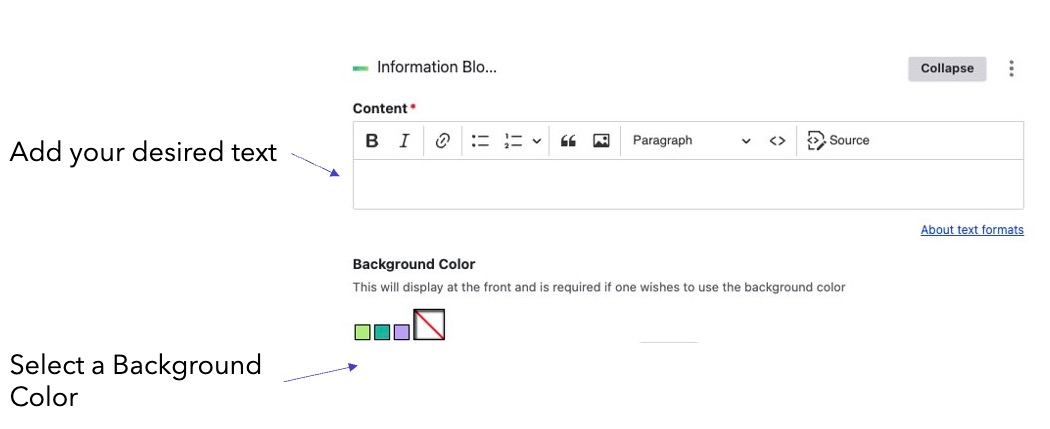 Information Blo...
Collapse
Content*
B I Paragraph <> Source
Add your desired text
About text formats
Background Color
This will display at the front and is required if one wishes to use the background color
Select a Background
Color